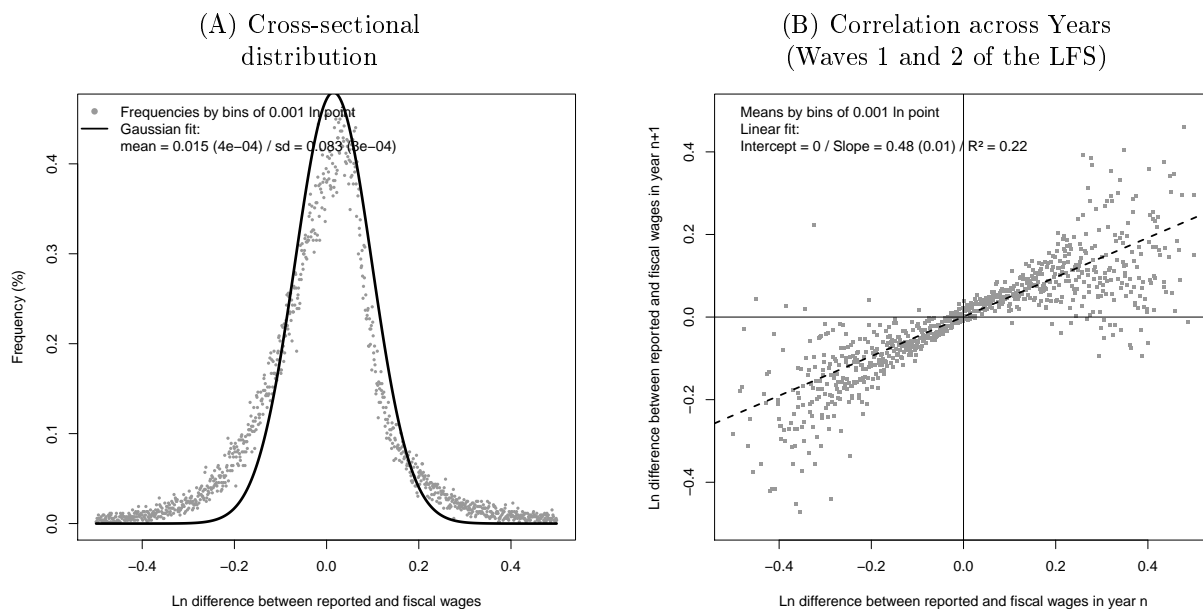 (A) Cross-sectional
distribution
Frequencies by bins of 0.001 ln point
Gaussian fit:
mean = 0.015 (4e−04) / sd = 0.083 (3e−04)
Frequency (%)
0.4
0.3
0.2
0.1
0.0
−0.4 −0.2 0.0 0.2 0.4
Ln difference between reported and fiscal wages
(B) Correlation across Years
(Waves 1 and 2 of the LFS)
Means by bins of 0.001 ln point
Linear fit:
Intercept = 0 / Slope = 0.48 (0.01) / R² = 0.22
Ln difference between reported and fiscal wages in year n+1
0.4
0.2
0.0
−0.2
−0.4
−0.4 −0.2 0.0 0.2 0.4
Ln difference between reported and fiscal wages in year n